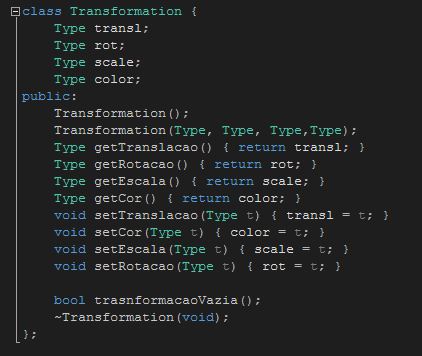 class Transformation {
Type transl;
Type rot;
Type scale;
Type color;
public:
Transformation();
Transformation(Type, Type, Type,Type);
Type getTranslacao() { return transl; }
Type getRotacao() { return rot; }
Type getEscala() { return scale; }
Type getCor() { return color; }
void setTranslacao(Type t) { transl = t; }
void setCor(Type t) { color = t; }
void setEscala(Type t) { scale = t; }
void setRotacao(Type t) { rot = t; }
bool trasnformacaoVazia();
~Transformation(void);
};